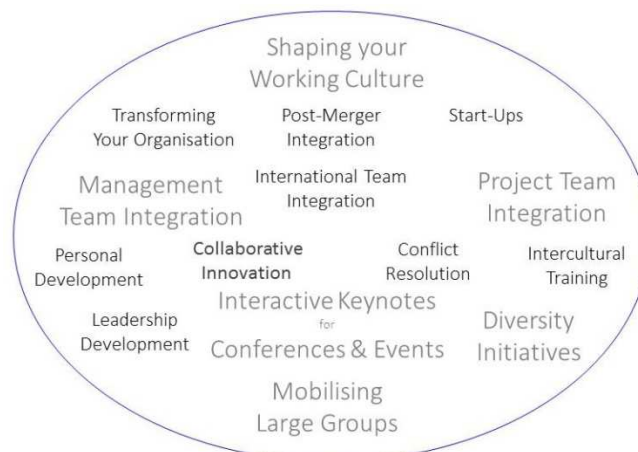 Shaping your
Working Culture
Transforming
Your Organisation
Post-Merger
Integration
Start-Ups
Management
Team Integration
International Team
Integration
Project Team
Integration
Personal
Development
Collaborative
Innovation
Conflict
Resolution
Intercultural
Training
Leadership
Development
Interactive Keynotes
for
Conferences & Events
Diversity
Initiatives
Mobilising
Large Groups